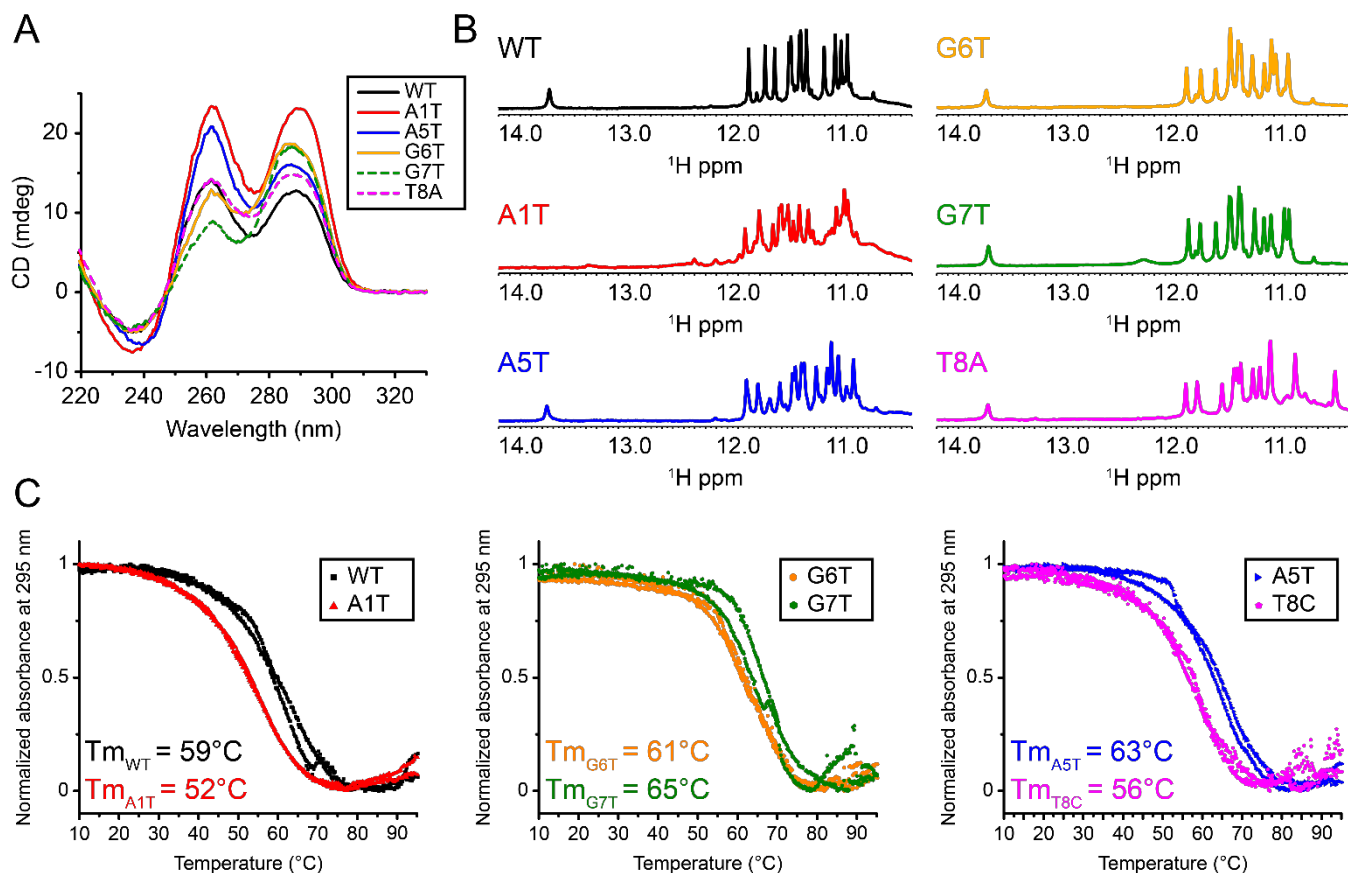 A
CD (mdeg)
20
10
0
-10
220
240
260
280
300
320
Wavelength (nm)
WT
A1T
A5T
G6T
G7T
T8A
B
WT
14.0 13.0 12.0 11.0
¹H ppm
G6T
14.0 13.0 12.0 11.0
¹H ppm
A1T
14.0 13.0 12.0 11.0
¹H ppm
G7T
14.0 13.0 12.0 11.0
¹H ppm
A5T
14.0 13.0 12.0 11.0
¹H ppm
T8A
14.0 13.0 12.0 11.0
¹H ppm
C
Normalized absorbance at 295 nm
1
0.5
0
WT
A1T
TmWT = 59°C
TmA1T = 52°C
10 20 30 40 50 60 70 80 90
Temperature (°C)
Normalized absorbance at 295 nm
1
0.5
0
G6T
G7T
TmG6T = 61°C
TmG7T = 65°C
10 20 30 40 50 60 70 80 90
Temperature (°C)
Normalized absorbance at 295 nm
1
0.5
0
A5T
T8C
TmA5T = 63°C
TmT8C = 56°C
10 20 30 40 50 60 70 80 90
Temperature (°C)